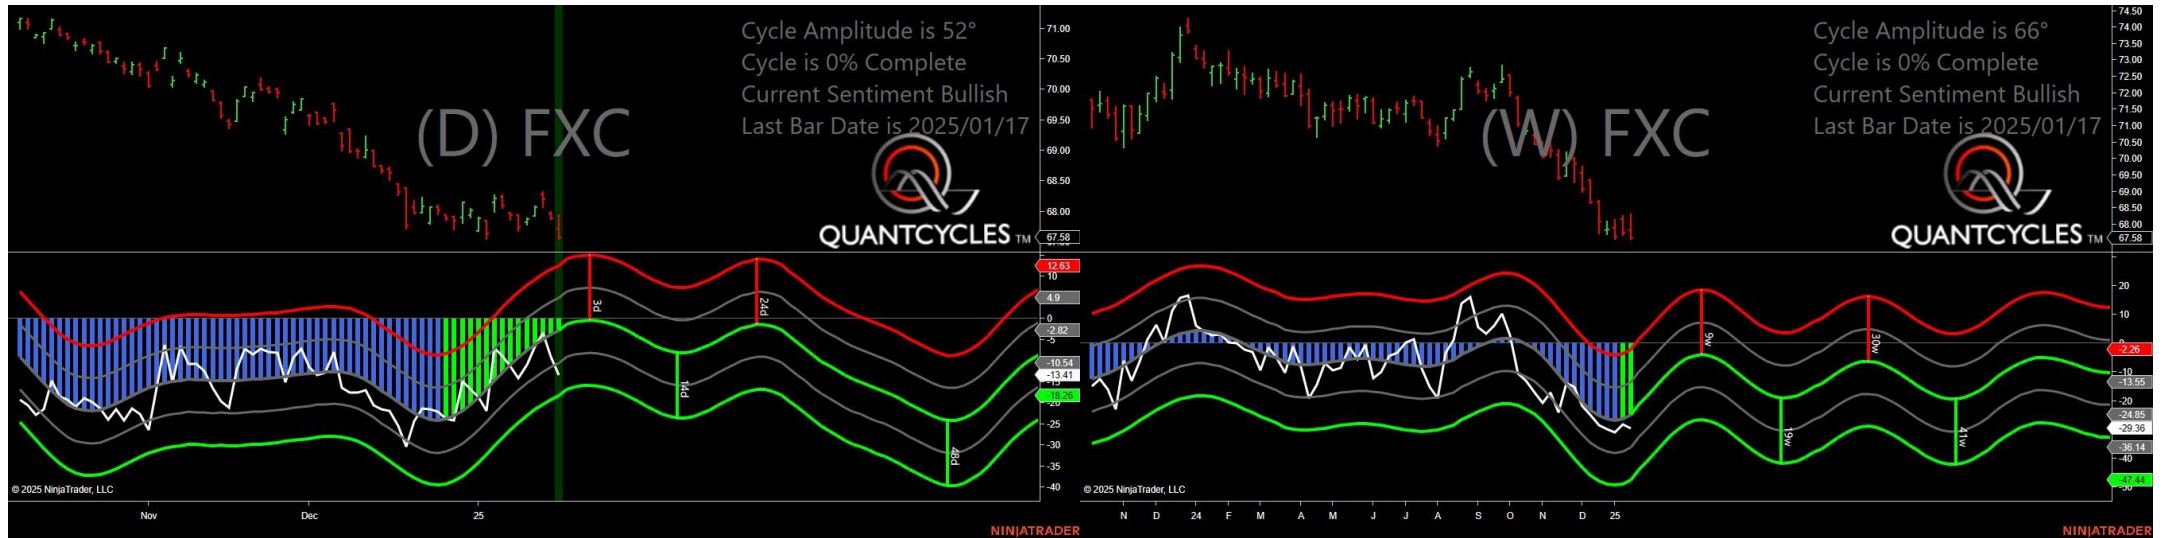 Cycle Amplitude is 52°
Cycle is 0% Complete
Current Sentiment Bullish
Last Bar Date is 2025/01/17
(D) FXC
QUANTCYCLES TM
71.00
70.50
70.00
69.50
69.00
68.50
68.00
67.58
12.63
10
4.9
0
-2.82
-5
-10.54
-13.41
-18.26
-25
-30
-35
-40
3d
24d
14d
48d
© 2025 NinjaTrader, LLC
Nov
Dec
25
NINJATRADER
Cycle Amplitude is 66°
Cycle is 0% Complete
Current Sentiment Bullish
Last Bar Date is 2025/01/17
(W) FXC
QUANTCYCLES TM
74.50
74.00
73.50
73.00
72.50
72.00
71.50
71.00
70.50
70.00
69.50
69.00
68.50
68.00
67.58
20
10
0
-2.26
-10
-13.55
-20
-24.85
-29.36
-36.14
-40
-47.44
9w
30w
19w
41w
© 2025 NinjaTrader, LLC
N D 24 F M A M J J A S O N D 25
NINJATRADER